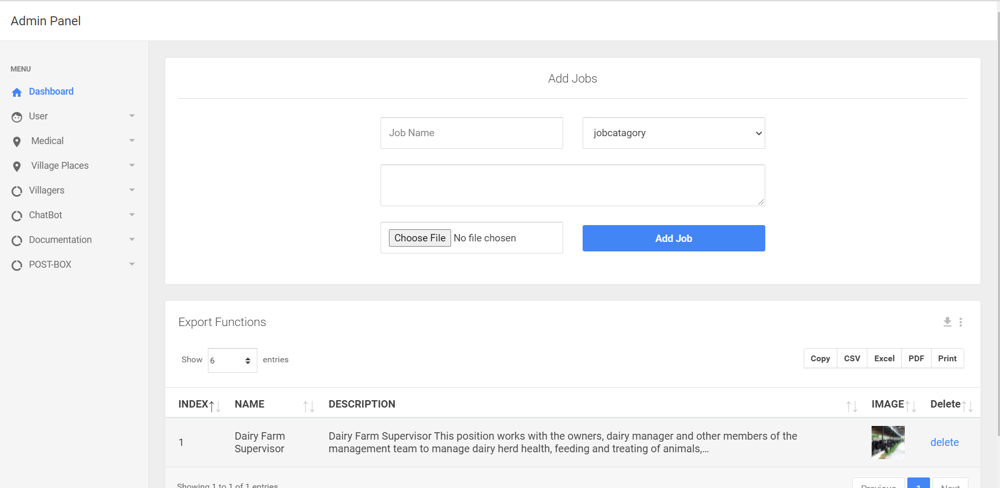 Admin Panel
MENU
Dashboard
User
Medical
Village Places
Villagers
ChatBot
Documentation
POST-BOX
Add Jobs
Job Name
jobcatagory
Choose File No file chosen
Add Job
Export Functions
Show 6 entries
Copy CSV Excel PDF Print
INDEX NAME DESCRIPTION IMAGE Delete
1
Dairy Farm
Supervisor
Dairy Farm Supervisor This position works with the owners, dairy manager and other members of the
management team to manage dairy herd health, feeding and treating of animals,...
delete
Showing 1 to 1 of 1 entries
Previous 1 Next